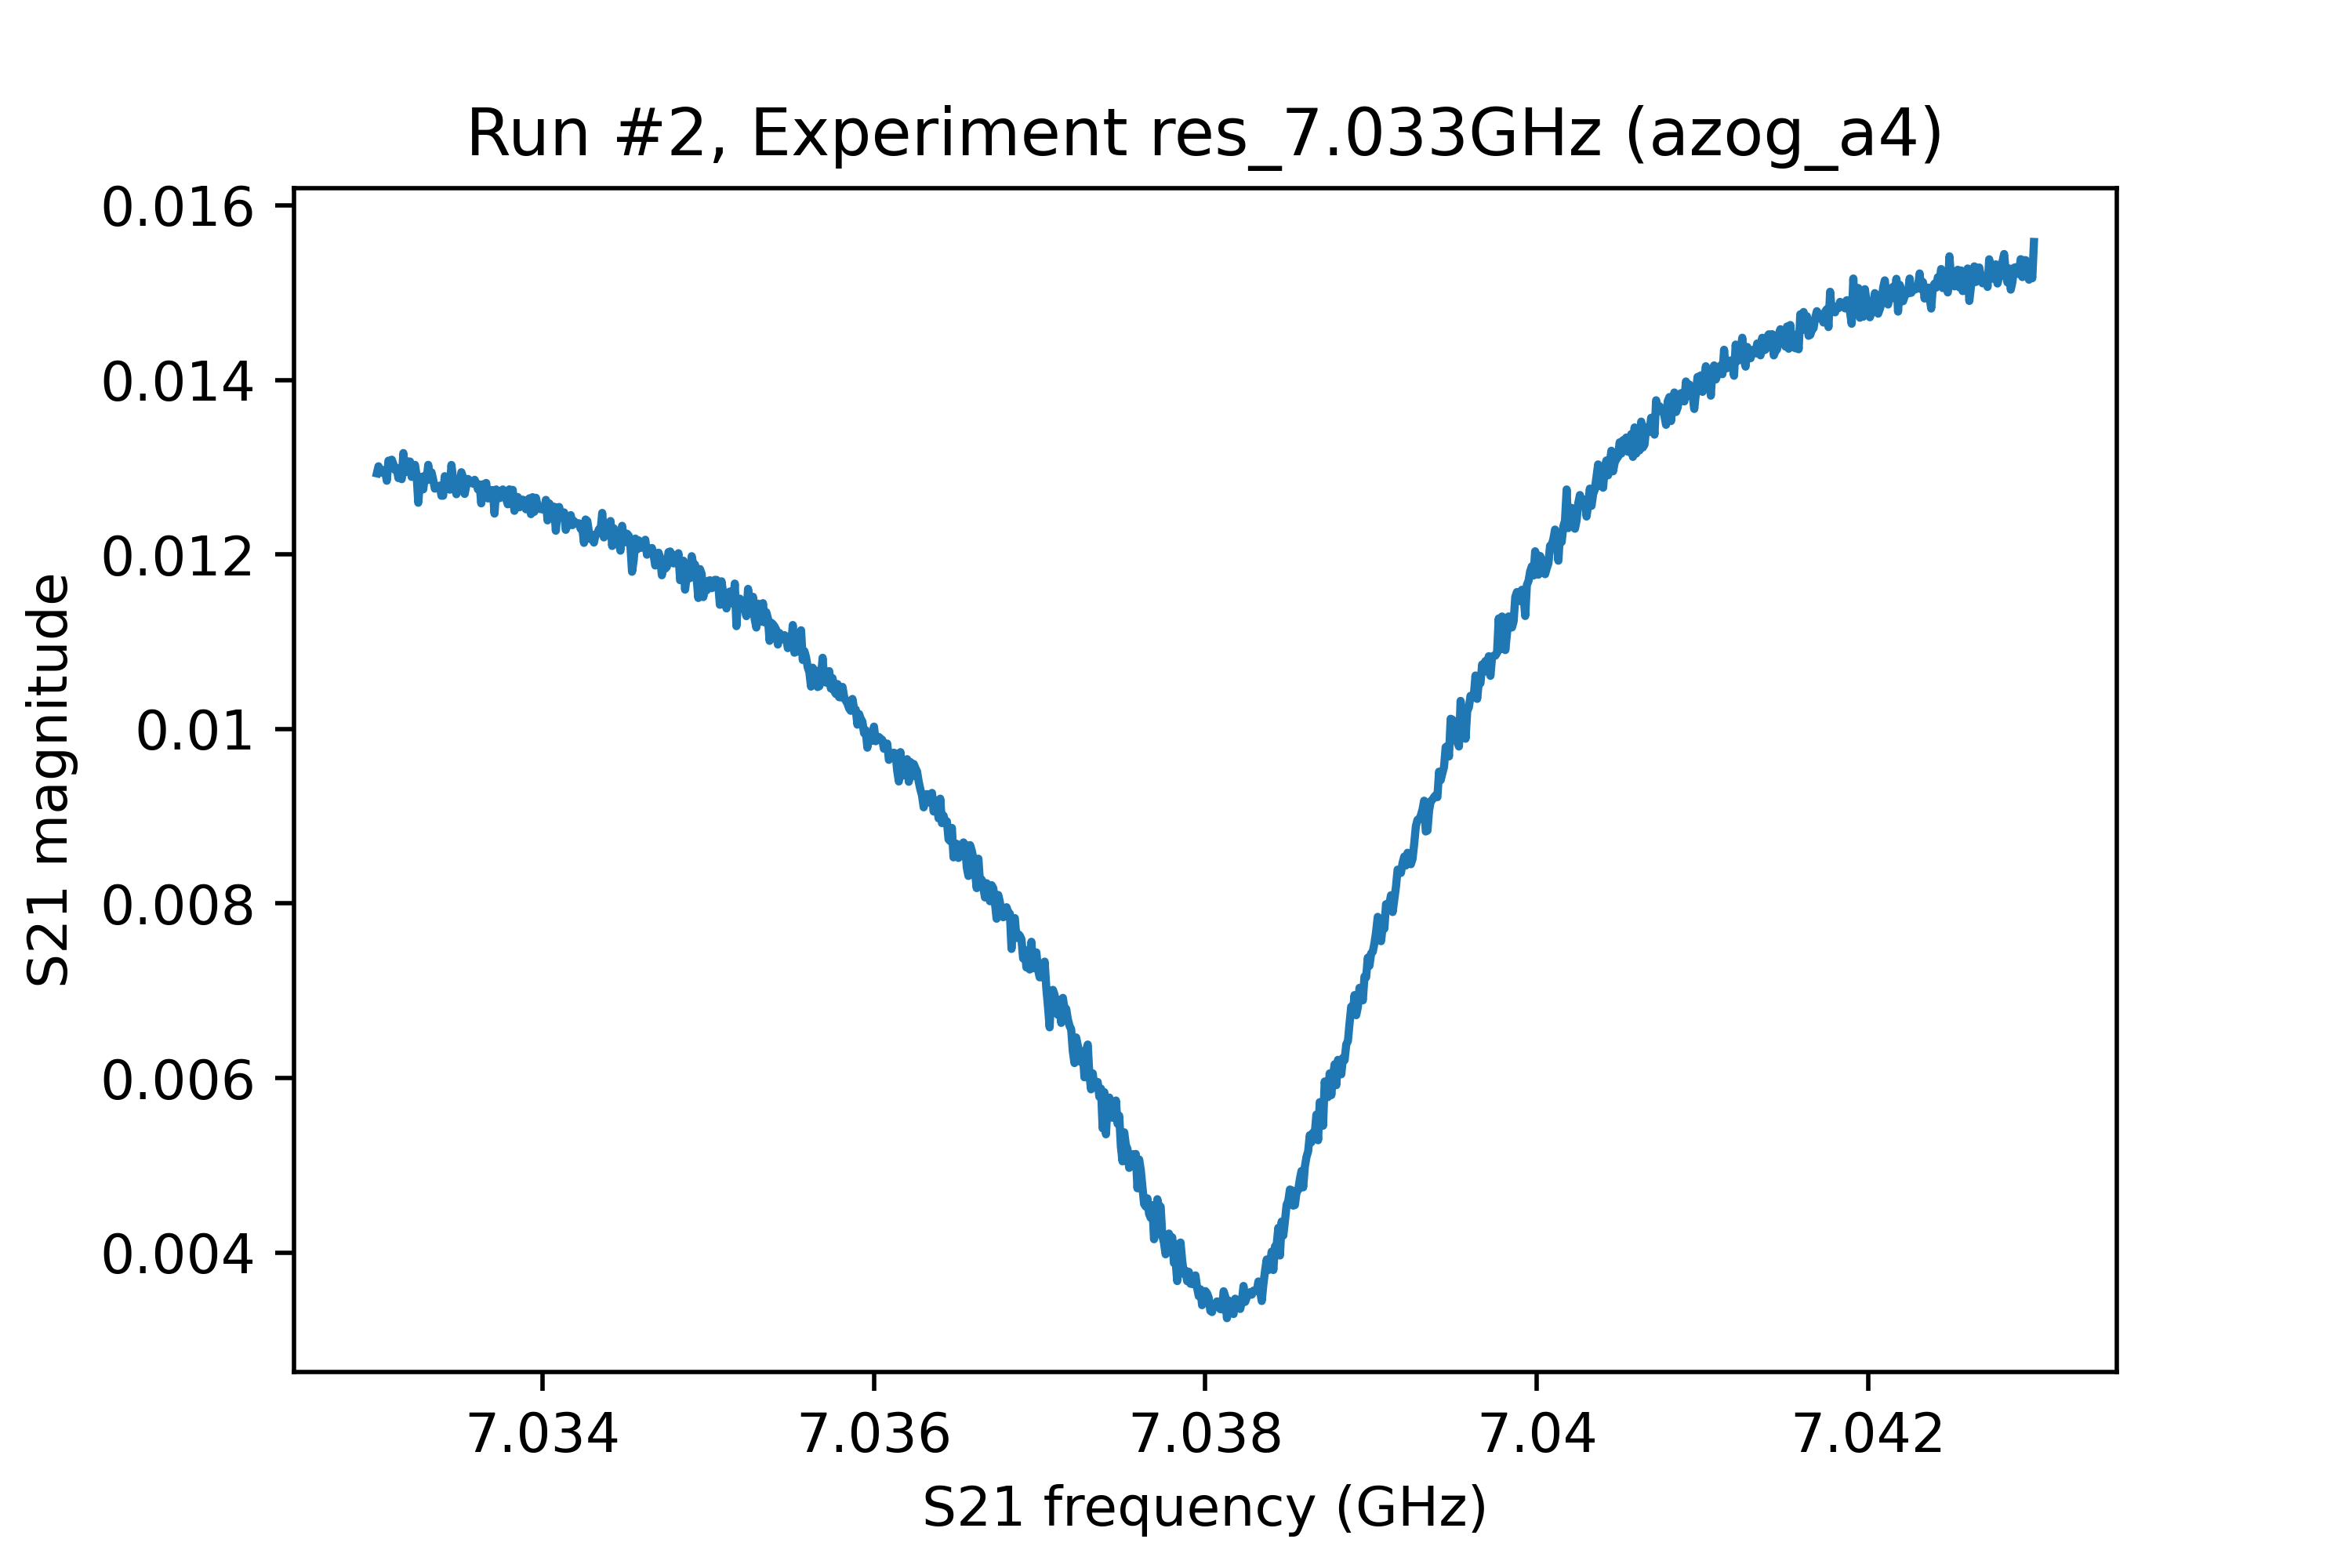 Run #2, Experiment res_7.033GHz (azog_a4)
0.016
0.014
0.012
0.01
0.008
0.006
0.004
S21 magnitude
7.034 7.036 7.038 7.04 7.042
S21 frequency (GHz)